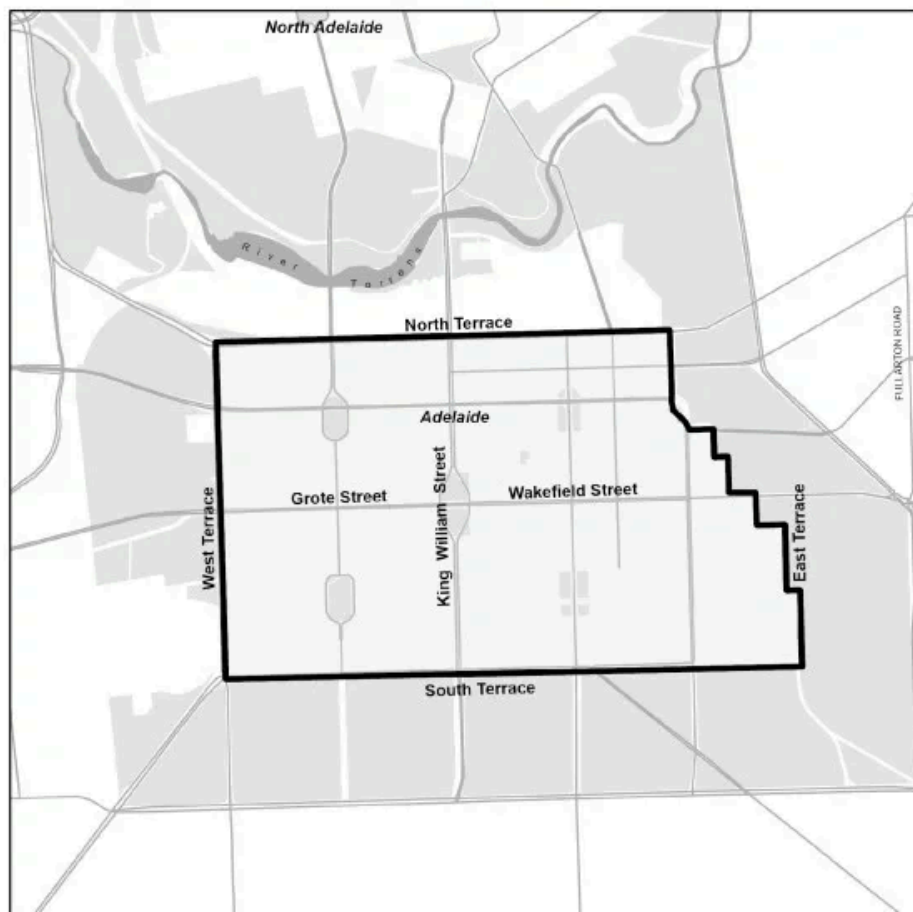 North Adelaide
River
Torrens
North Terrace
FULLARTON ROAD
Adelaide
King William Street
Grote Street
Wakefield Street
West Terrace
East Terrace
South Terrace